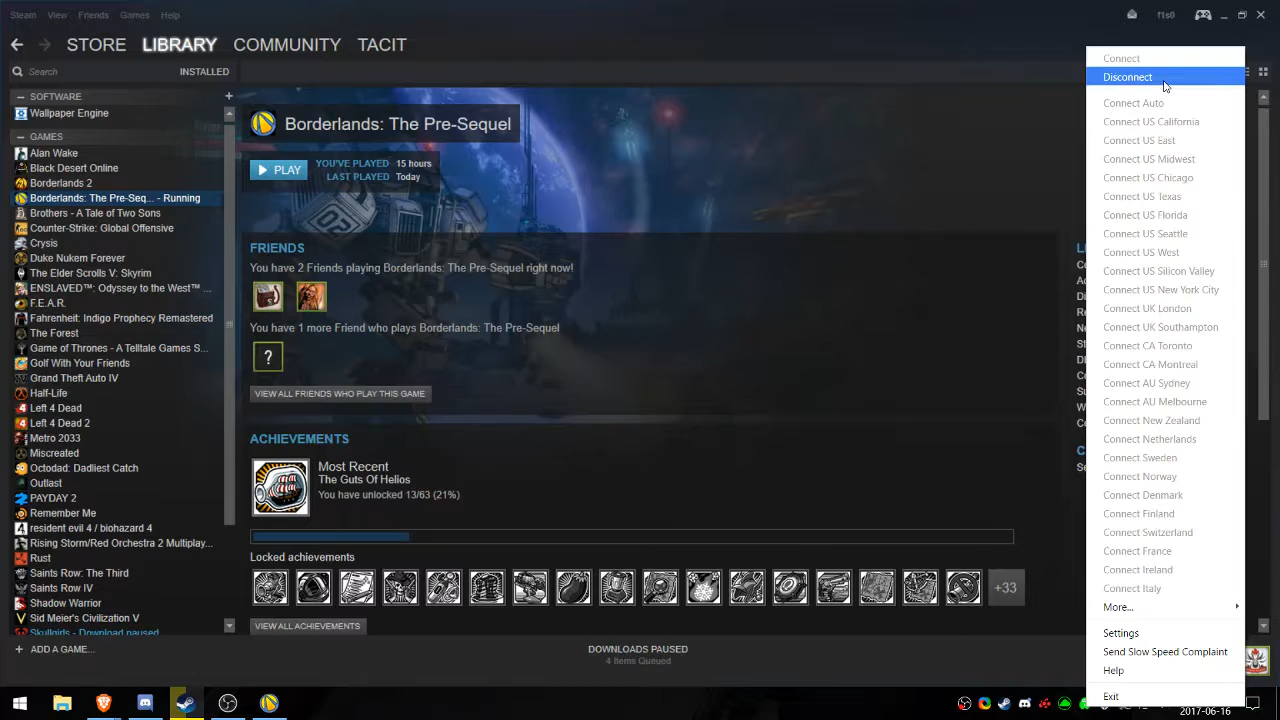 Steam View Friends Games Help
f1s0
STORE LIBRARY COMMUNITY TACIT
Search
INSTALLED
SOFTWARE
Wallpaper Engine
GAMES
Alan Wake
Black Desert Online
Borderlands 2
Borderlands: The Pre-Seq... - Running
Brothers - A Tale of Two Sons
Counter-Strike: Global Offensive
Crysis
Duke Nukem Forever
The Elder Scrolls V: Skyrim
ENSLAVED™: Odyssey to the West™ ...
F.E.A.R.
Fahrenheit: Indigo Prophecy Remastered
The Forest
Game of Thrones - A Telltale Games S...
Golf With Your Friends
Grand Theft Auto IV
Half-Life
Left 4 Dead
Left 4 Dead 2
Metro 2033
Miscreated
Octodad: Dadliest Catch
Outlast
PAYDAY 2
Remember Me
resident evil 4 / biohazard 4
Rising Storm/Red Orchestra 2 Multiplay...
Rust
Saints Row: The Third
Saints Row IV
Shadow Warrior
Sid Meier's Civilization V
Skullgirls - Download paused
+ ADD A GAME...
Borderlands: The Pre-Sequel
PLAY
YOU'VE PLAYED 15 hours
LAST PLAYED Today
FRIENDS
You have 2 Friends playing Borderlands: The Pre-Sequel right now!
You have 1 more Friend who plays Borderlands: The Pre-Sequel
?
VIEW ALL FRIENDS WHO PLAY THIS GAME
ACHIEVEMENTS
Most Recent
The Guts Of Helios
You have unlocked 13/63 (21%)
Locked achievements
+33
VIEW ALL ACHIEVEMENTS
DOWNLOADS PAUSED
4 Items Queued
Connect
Disconnect
Connect Auto
Connect US California
Connect US East
Connect US Midwest
Connect US Chicago
Connect US Texas
Connect US Florida
Connect US Seattle
Connect US West
Connect US Silicon Valley
Connect US New York City
Connect UK London
Connect UK Southampton
Connect CA Toronto
Connect CA Montreal
Connect AU Sydney
Connect AU Melbourne
Connect New Zealand
Connect Netherlands
Connect Sweden
Connect Norway
Connect Denmark
Connect Finland
Connect Switzerland
Connect France
Connect Ireland
Connect Italy
More...
Settings
Send Slow Speed Complaint
Help
Exit
2017-06-16